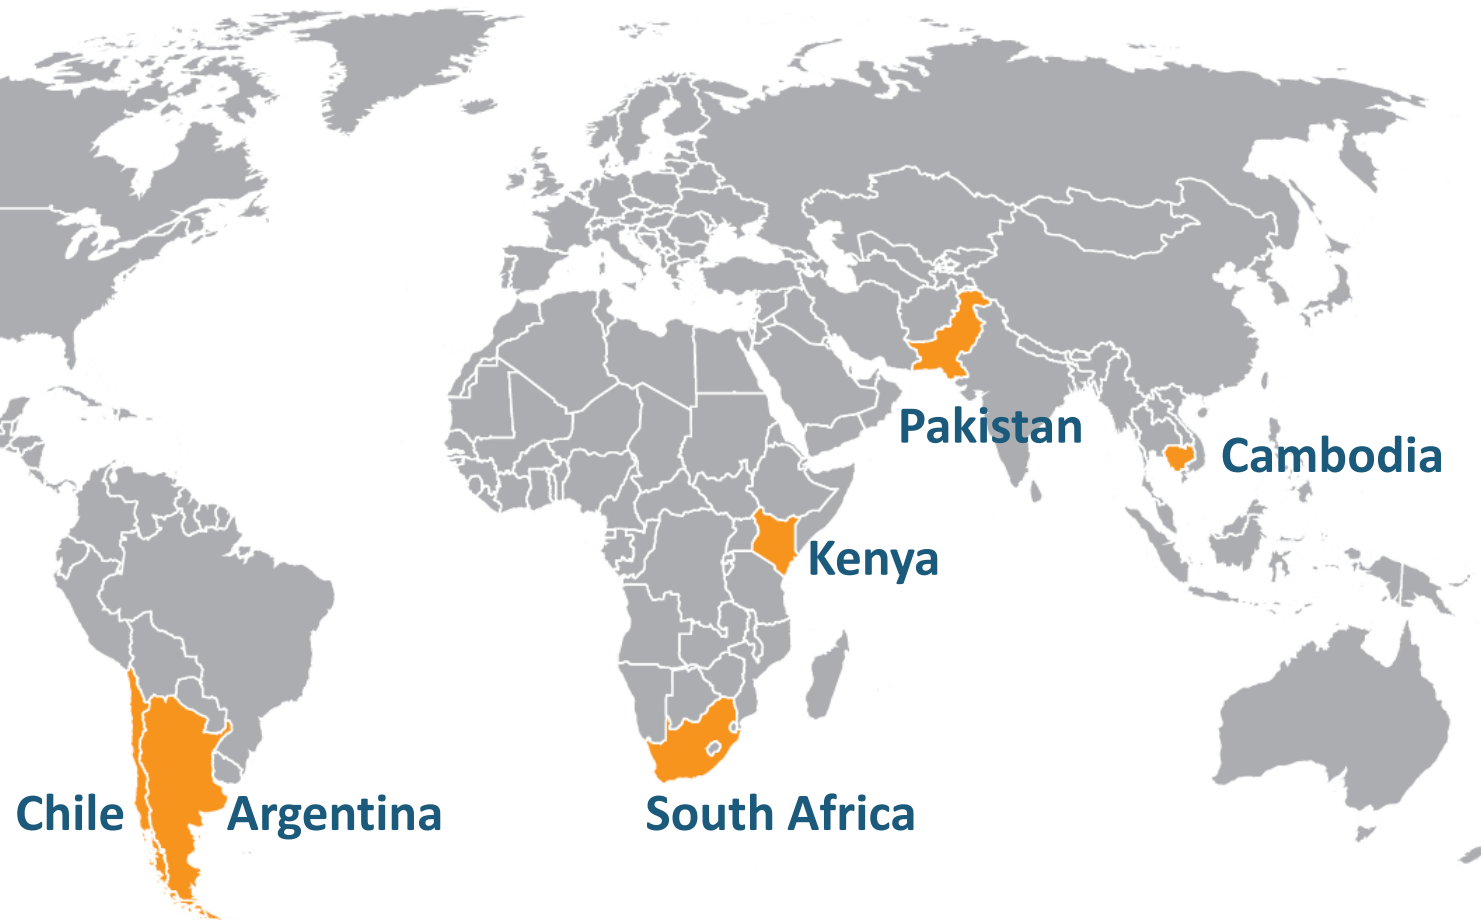 Pakistan
Cambodia
Kenya
Chile
Argentina
South Africa